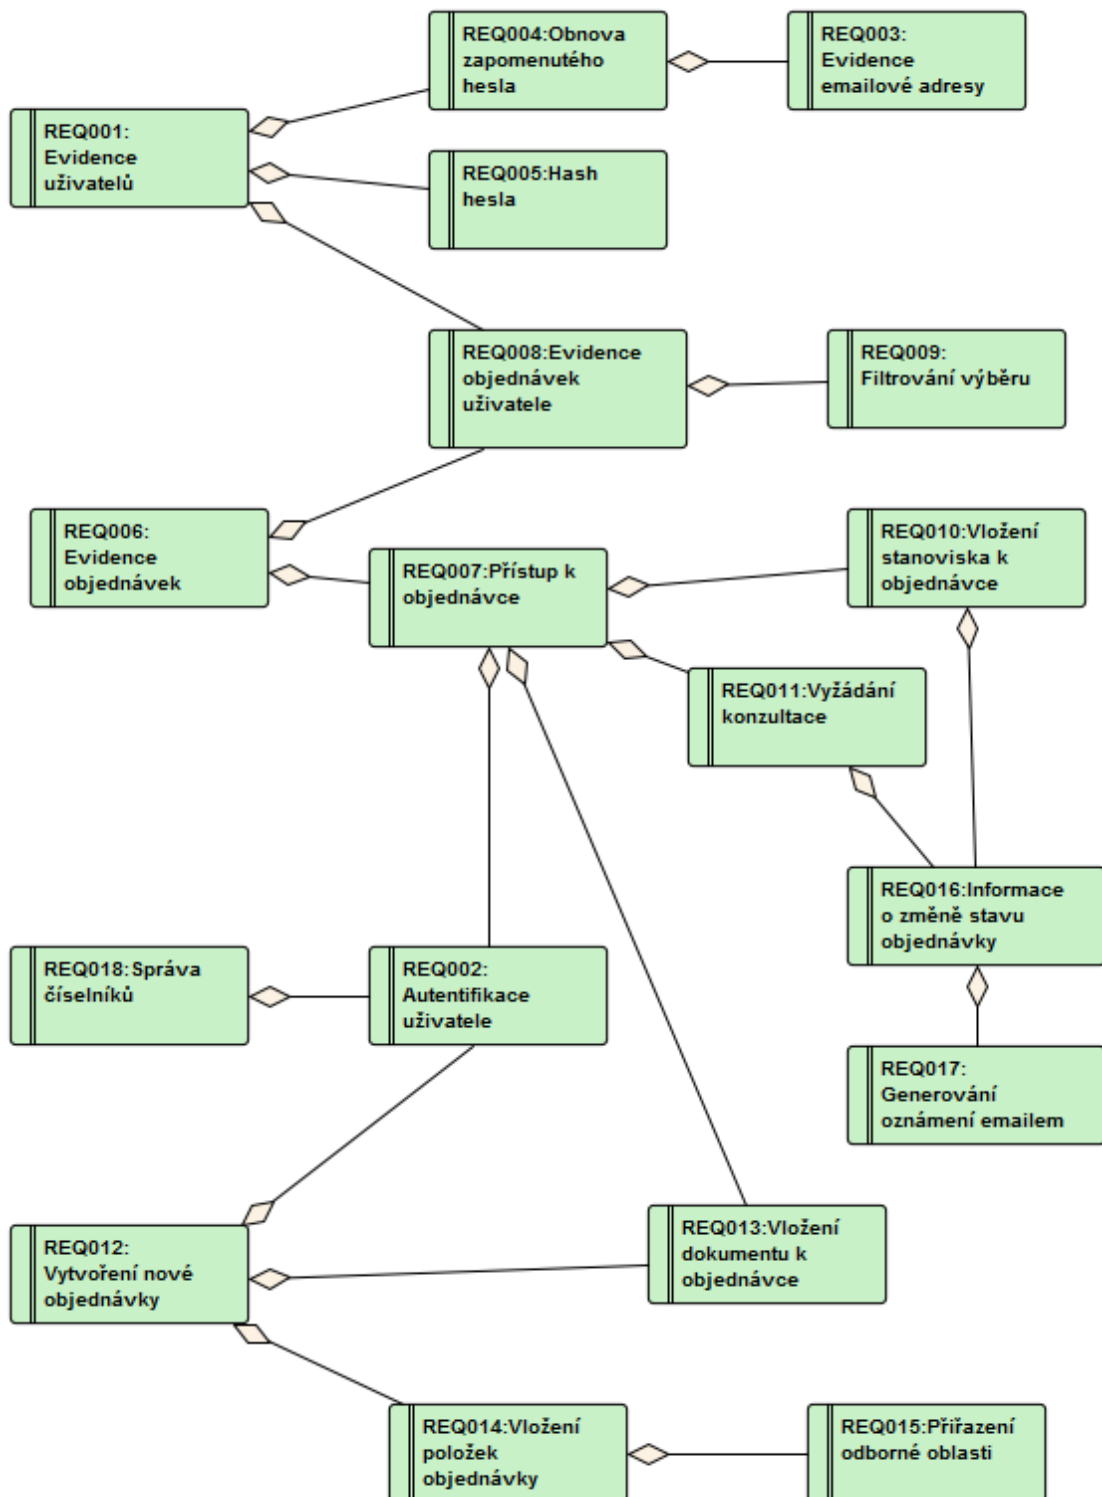 REQ004:Obnova
zapomenutého
hesla
REQ003:
Evidence
emailové adresy
REQ001:
Evidence
uživatelů
REQ005:Hash
hesla
REQ008:Evidence
objednávek
uživatele
REQ009:
Filtrování výběru
REQ006:
Evidence
objednávek
REQ007:Přístup k
objednávce
REQ010:Vložení
stanoviska k
objednávce
REQ011:Vyžádání
konzultace
REQ016:Informace
o změně stavu
objednávky
REQ018:Správa
číselníků
REQ002:
Autentifikace
uživatele
REQ017:
Generování
oznámení emailem
REQ012:
Vytvoření nové
objednávky
REQ013:Vložení
dokumentu k
objednávce
REQ014:Vložení
položek
objednávky
REQ015:Přiřazení
odborné oblasti